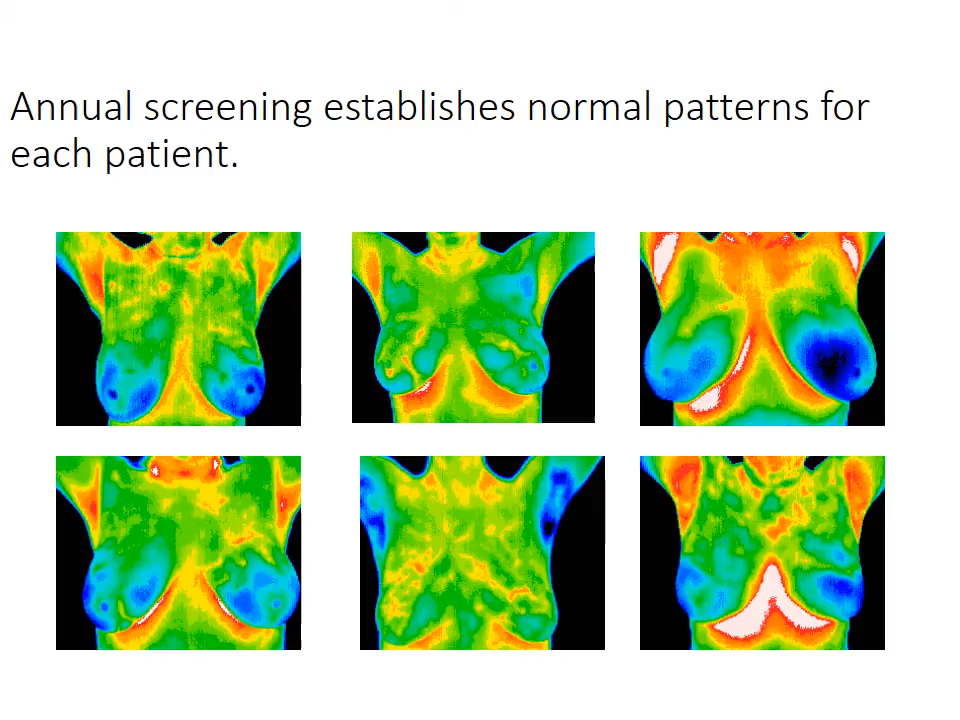 Annual screening establishes normal patterns for
each patient.